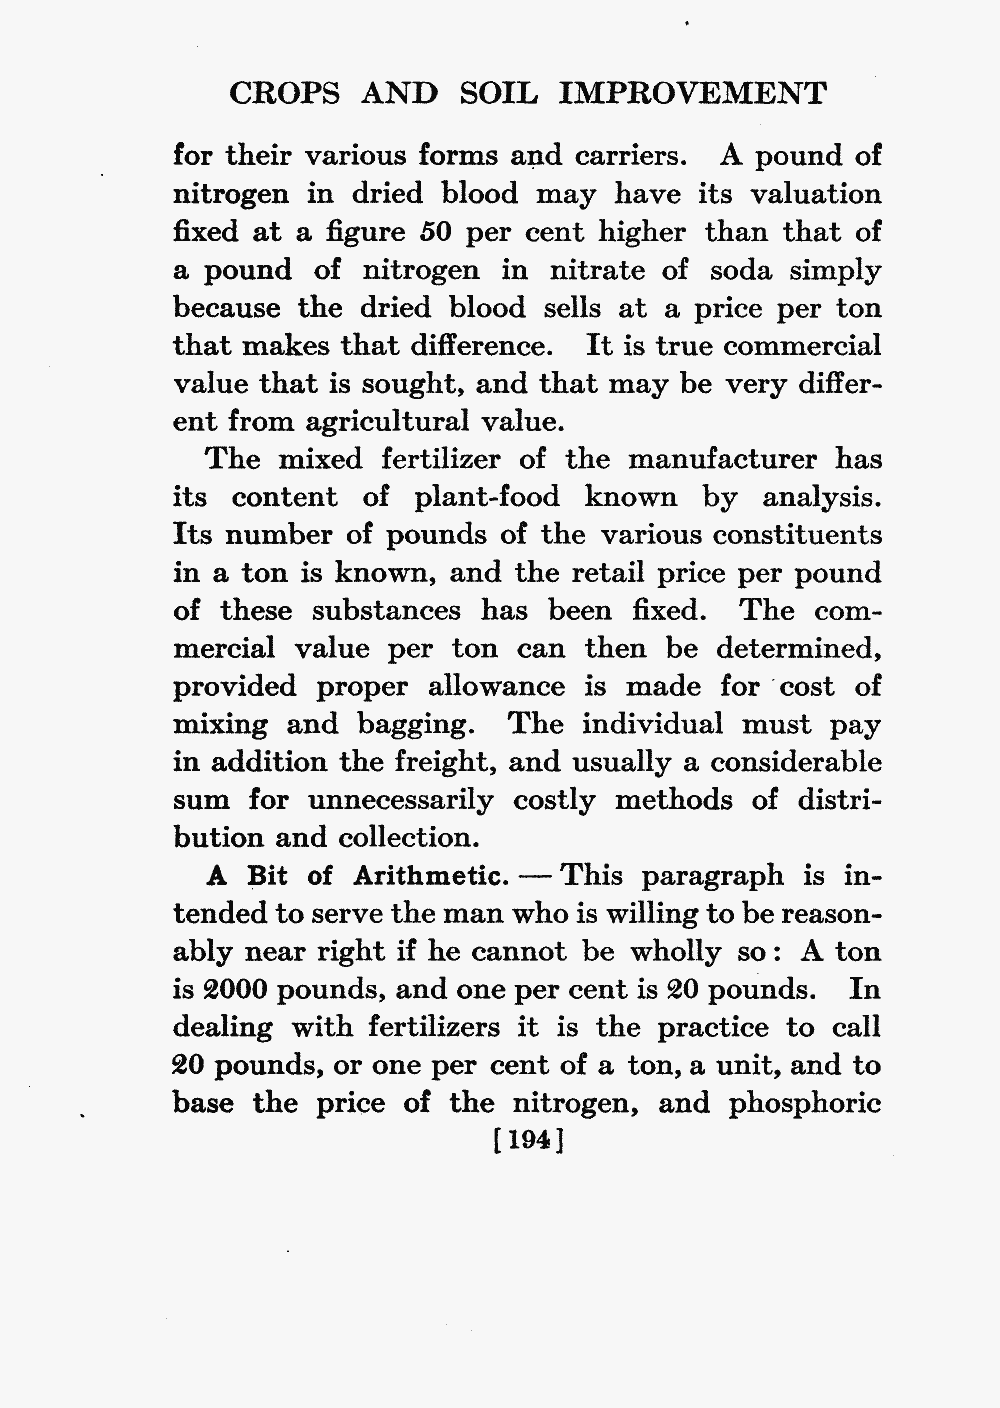 CROPS AND SOIL IMPROVEMENT
for their various forms and carriers. A pound of
nitrogen in dried blood may have its valuation
fixed at a figure 50 per cent higher than that of
a pound of nitrogen in nitrate of soda simply
because the dried blood sells at a price per ton
that makes that difference. It is true commercial
value that is sought, and that may be very differ-
ent from agricultural value.
The mixed fertilizer of the manufacturer has
its content of plant-food known by analysis.
Its number of pounds of the various constituents
in a ton is known, and the retail price per pound
of these substances has been fixed. The com-
mercial value per ton can then be determined,
provided proper allowance is made for cost of
mixing and bagging. The individual must pay
in addition the freight, and usually a considerable
sum for unnecessarily costly methods of distri-
bution and collection.
A Bit of Arithmetic. — This paragraph is in-
tended to serve the man who is willing to be reason-
ably near right if he cannot be wholly so: A ton
is 2000 pounds, and one per cent is 20 pounds. In
dealing with fertilizers it is the practice to call
20 pounds, or one per cent of a ton, a unit, and to
base the price of the nitrogen, and phosphoric
[194]